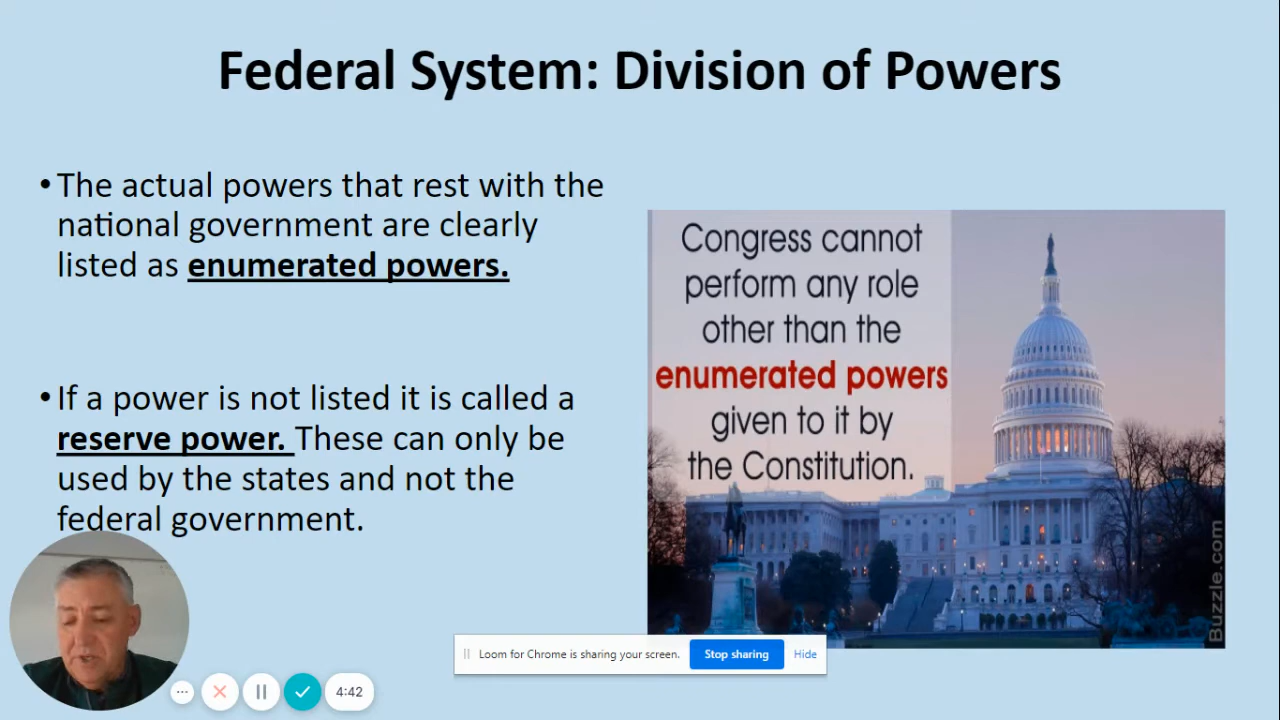 Federal System: Division of Powers
• The actual powers that rest with the
national government are clearly
listed as enumerated powers.
• If a power is not listed it is called a
reserve power. These can only be
used by the states and not the
federal government.
Congress cannot
perform any role
other than the
enumerated powers
given to it by
the Constitution.
Buzzle.com
Loom for Chrome is sharing your screen. Stop sharing Hide
4:42